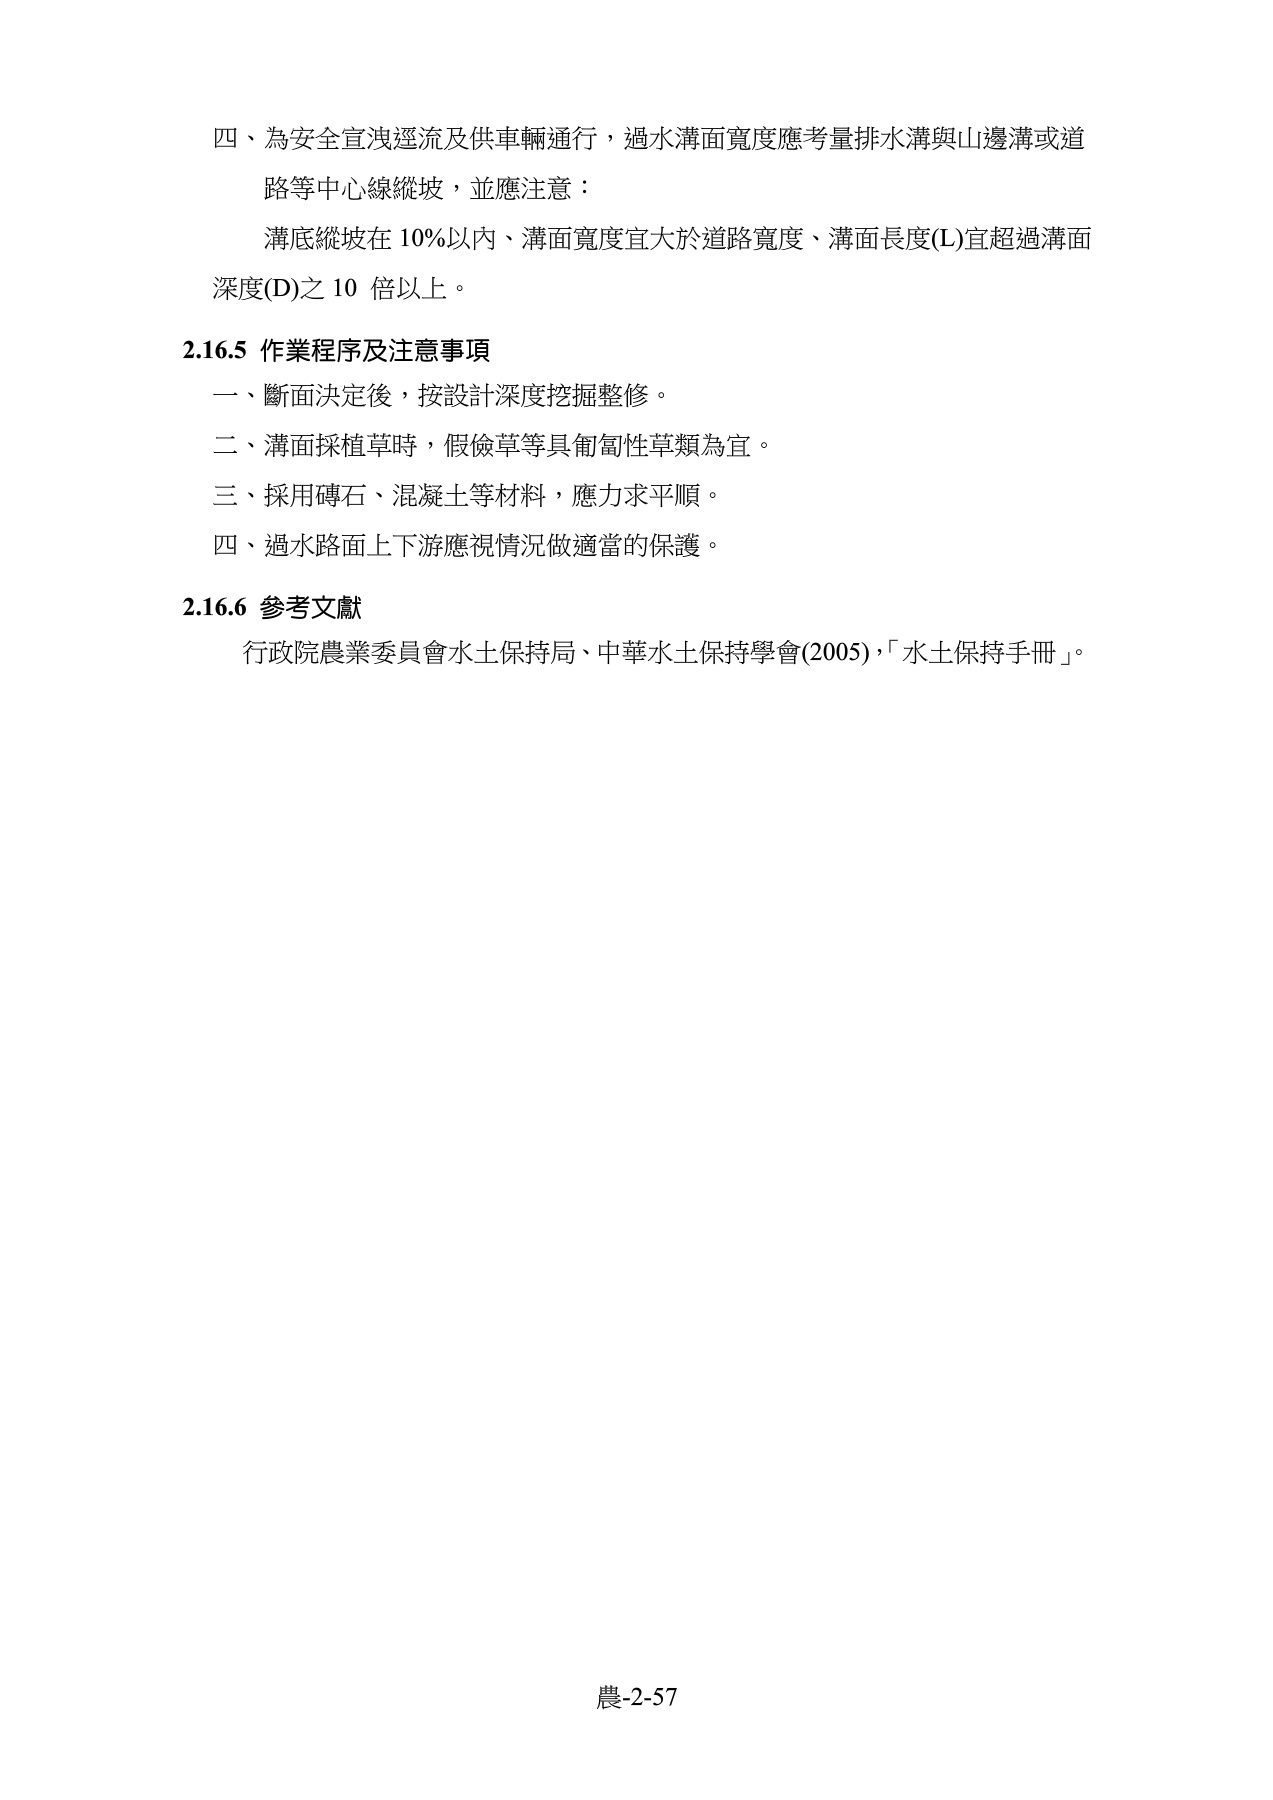 四、為安全宣洩逕流及供車輛通行，過水溝面寬度應考量排水溝與山邊溝或道
路等中心線縱坡，並應注意：
溝底縱坡在 10%以內、溝面寬度宜大於道路寬度、溝面長度(L)宜超過溝面
深度(D)之 10 倍以上。
2.16.5 作業程序及注意事項
一、斷面決定後，按設計深度挖掘整修。
二、溝面採植草時，假儉草等具匍匐性草類為宜。
三、採用磚石、混凝土等材料，應力求平順。
四、過水路面上下游應視情況做適當的保護。
2.16.6 參考文獻
行政院農業委員會水土保持局、中華水土保持學會(2005)，「水土保持手冊」。
農-2-57